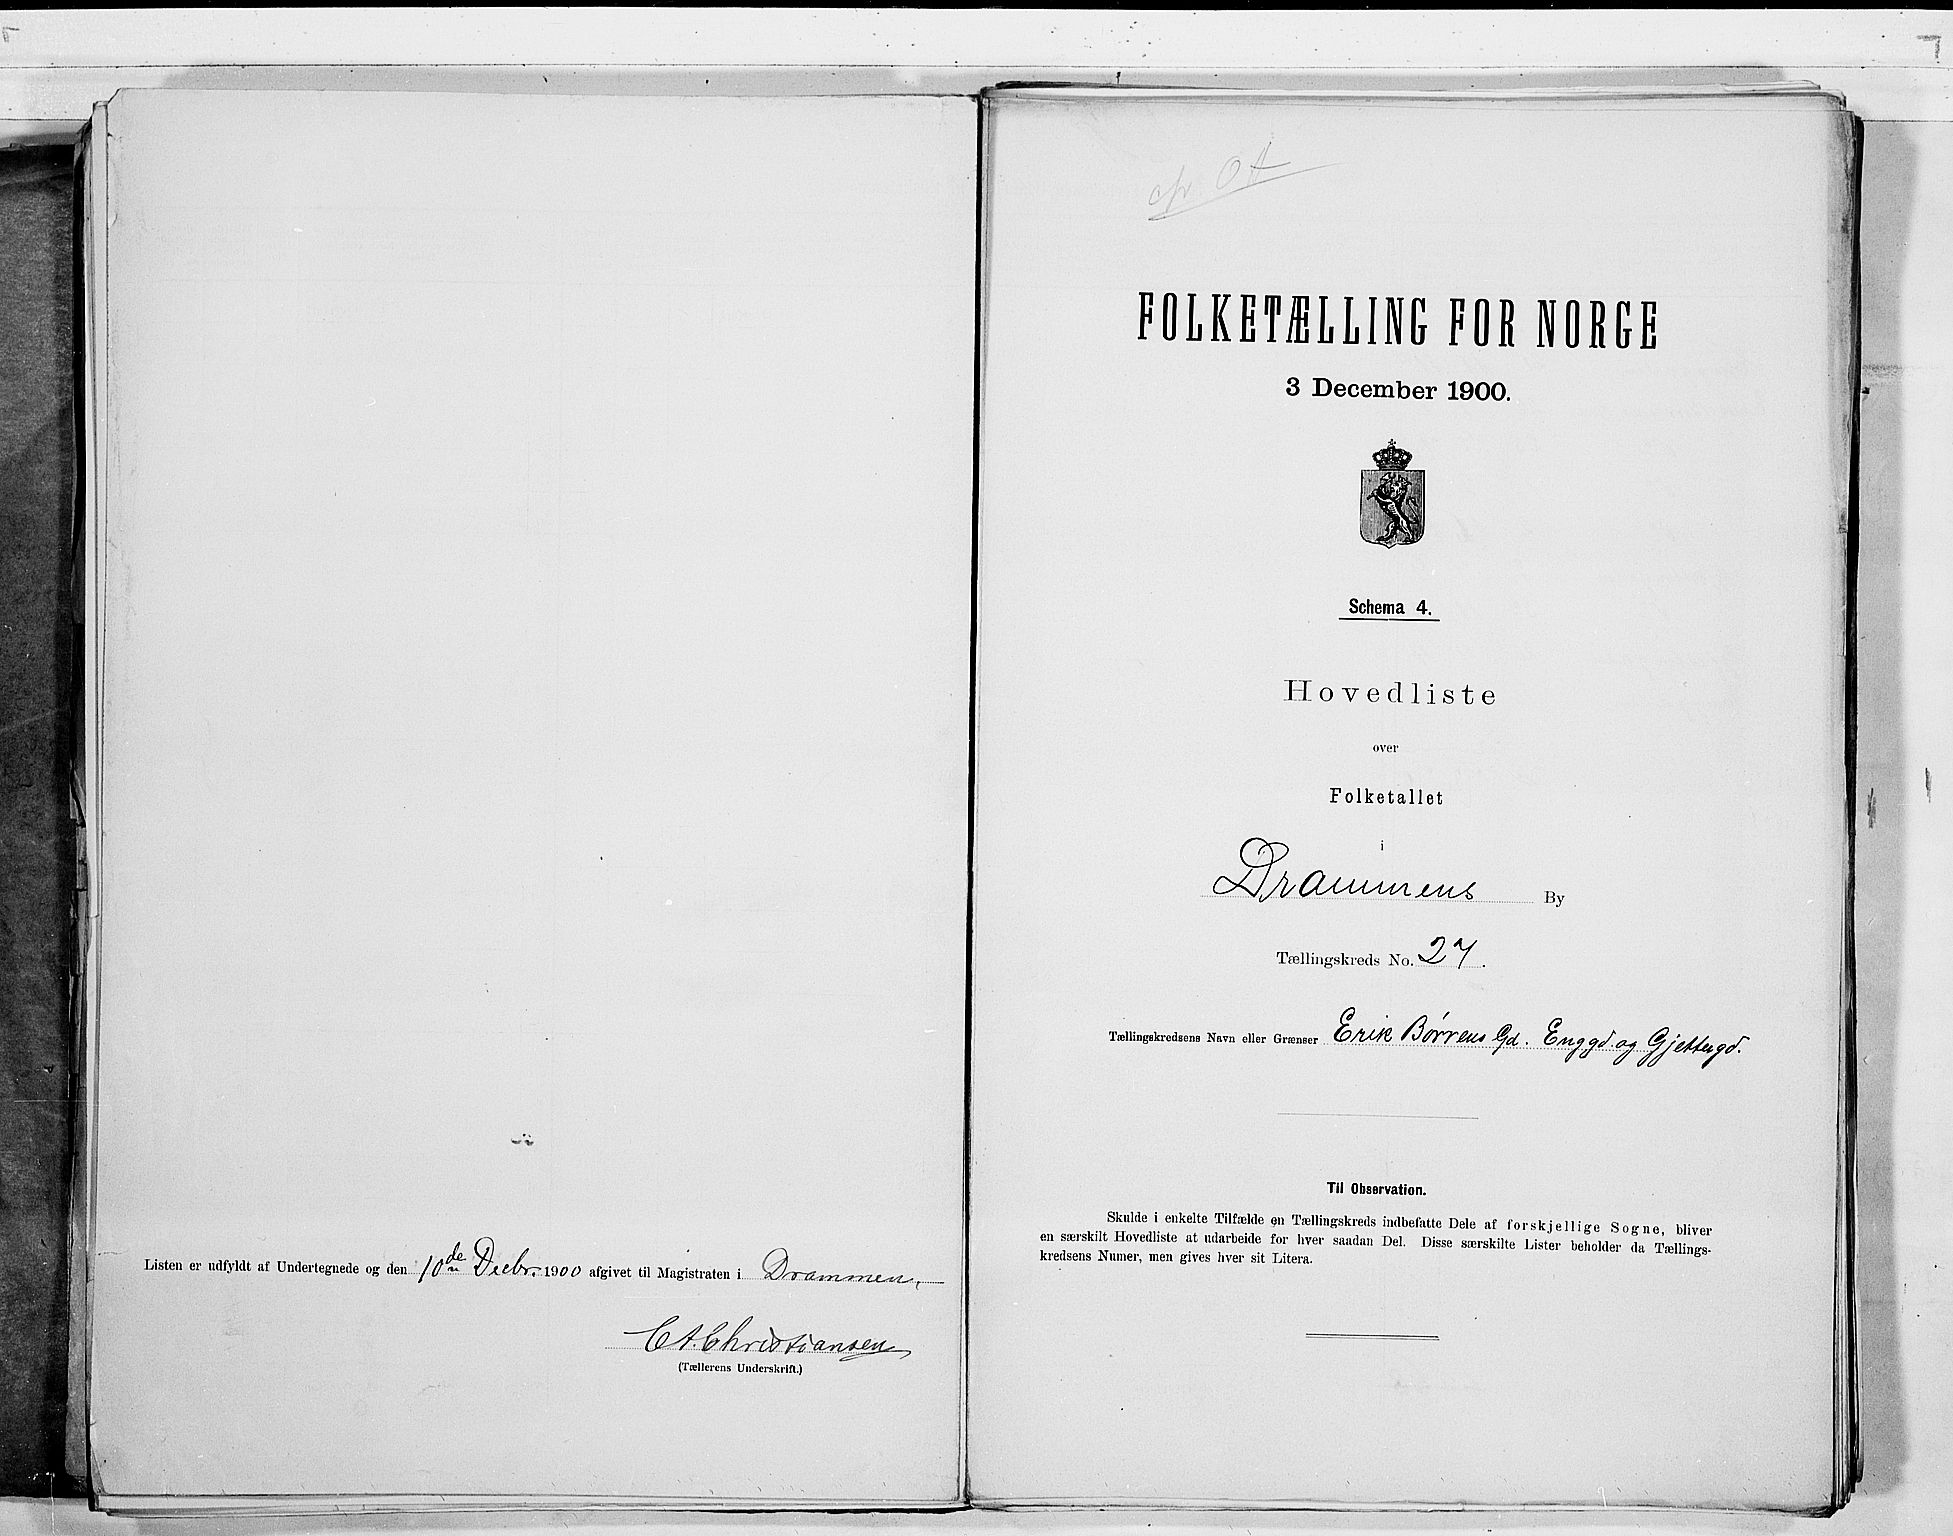 Listen er udfyldt af Undertegnede og den 10de Decbr. 1900 afgivet til Magistraten i Drammen,
C A. Christiansen
(Tællerens Underskrift.)
FOLKETÆLLING FOR NORGE
3 December 1900.
Schema 4.
Hovedliste
over
Folketallet
i
Drammens By
Tællingskreds No. 27.
Tællingskredsens Navn eller Grænser Erik Børrens Gd. Enggd. og Gjettergd.
Til Observation.
Skulde i enkelte Tilfælde en Tællingskreds indbefatte Dele af forskjellige Sogne, bliver
en særskilt Hovedliste at udarbeide for hver saadan Del. Disse særskilte Lister beholder da Tællings-
kredsens Numer, men gives hver sit Litera.